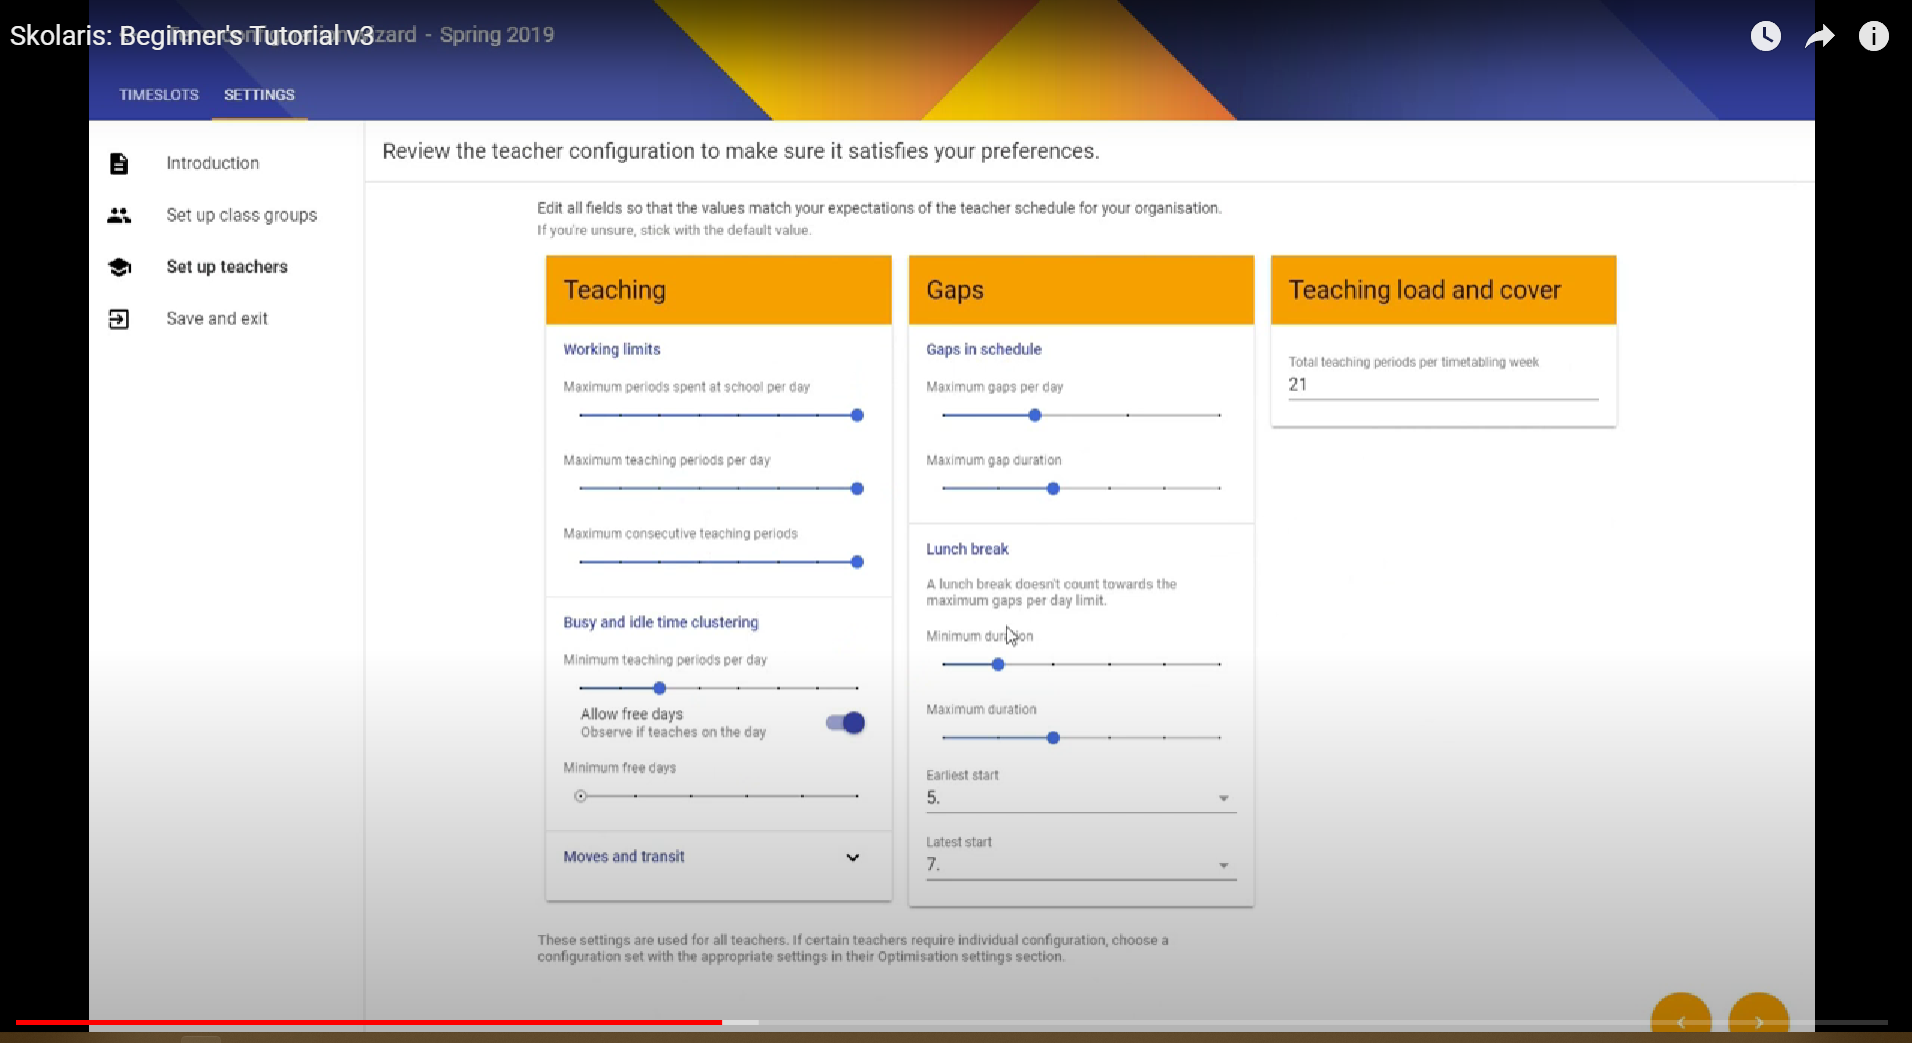 Skolaris: Beginner's Tutorial v3
wizard - Spring 2019
TIMESLOTS
SETTINGS
Introduction
Set up class groups
Set up teachers
Save and exit
Review the teacher configuration to make sure it satisfies your preferences.
Edit all fields so that the values match your expectations of the teacher schedule for your organisation.
If you're unsure, stick with the default value.
Teaching
Working limits
Maximum periods spent at school per day
Maximum teaching periods per day
Maximum consecutive teaching periods
Busy and idle time clustering
Minimum teaching periods per day
Allow free days
Observe if teaches on the day
Minimum free days
Moves and transit
Gaps
Gaps in schedule
Maximum gaps per day
Maximum gap duration
Lunch break
A lunch break doesn't count towards the
maximum gaps per day limit.
Minimum duration
Maximum duration
Earliest start
5.
Latest start
7.
Teaching load and cover
Total teaching periods per timetabling week
21
These settings are used for all teachers. If certain teachers require individual configuration, choose a
configuration set with the appropriate settings in their Optimisation settings section.